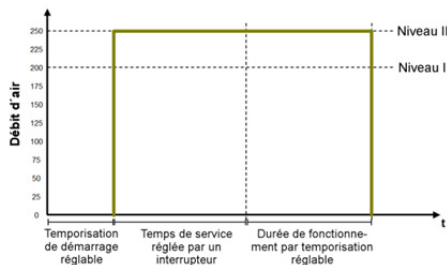 Débit d'air
250
225
200
175
150
125
100
75
50
25
0
Niveau II
Niveau I
t
Temporisation
de démarrage
réglable
Temps de service
réglée par un
interrupteur
Durée de fonctionne-
ment par temporisation
réglable